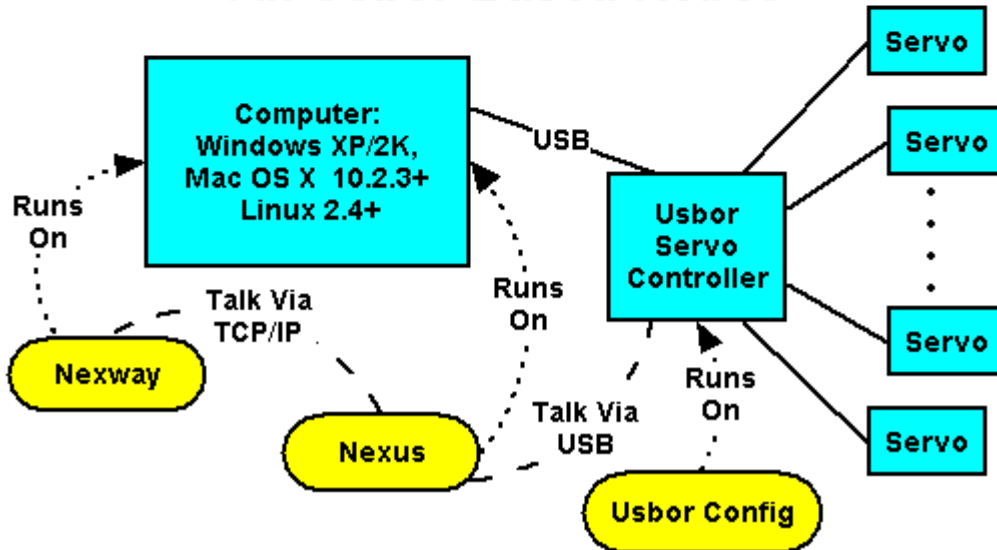 Servo
Computer:
Windows XP/2K,
Mac OS X 10.2.3+
Linux 2.4+
USB
Servo
Runs
On
Usbor
Servo
Controller
Talk Via
TCP/IP
Runs
On
Servo
Nexway
Runs
On
Talk Via
USB
Servo
Nexus
Usbor Config